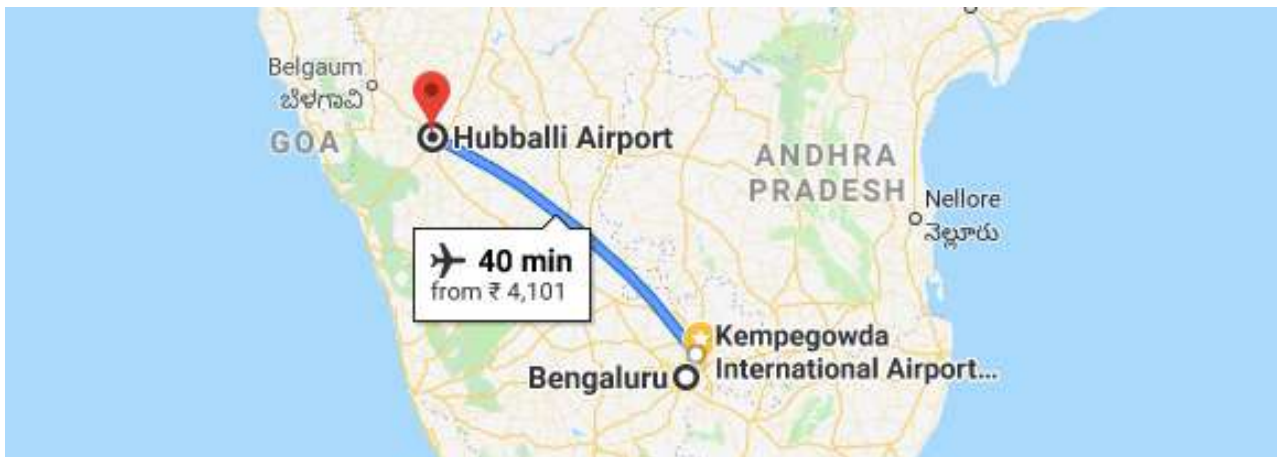 Belgaum
ಬೆಳಗಾವಿ
GOA
Hubballi Airport
ANDHRA
PRADESH
Nellore
ನೆಲ್ಲೂರು
40 min
from ₹ 4,101
Kempegowda
International Airport...
Bengaluru